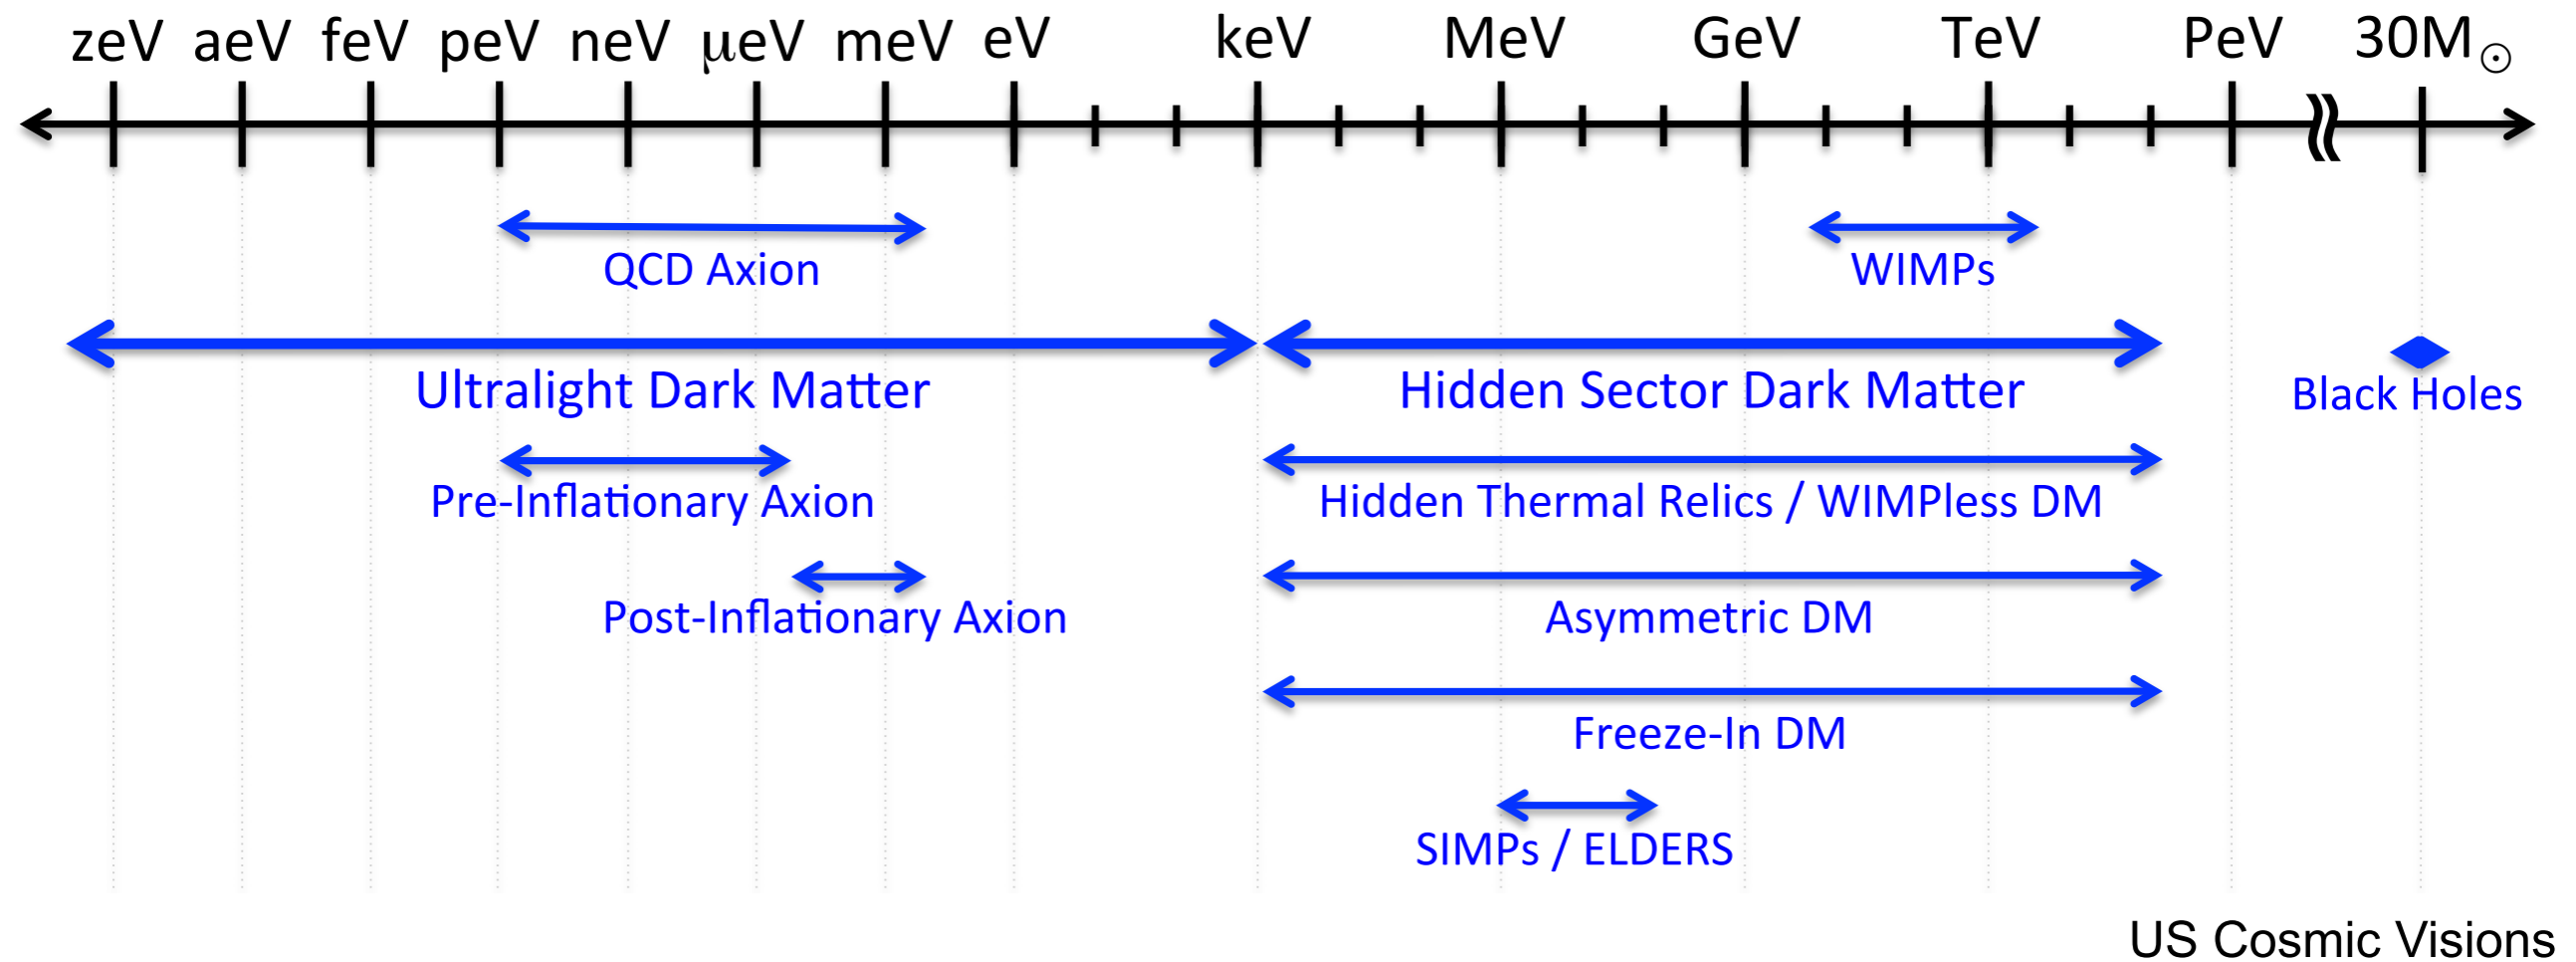 zeV aeV feV peV neV μeV meV eV keV MeV GeV TeV PeV 30M☉
QCD Axion WIMPs
Ultralight Dark Matter Hidden Sector Dark Matter Black Holes
Pre-Inflationary Axion Hidden Thermal Relics / WIMPless DM
Post-Inflationary Axion Asymmetric DM
Freeze-In DM
SIMPs / ELDERS
US Cosmic Visions